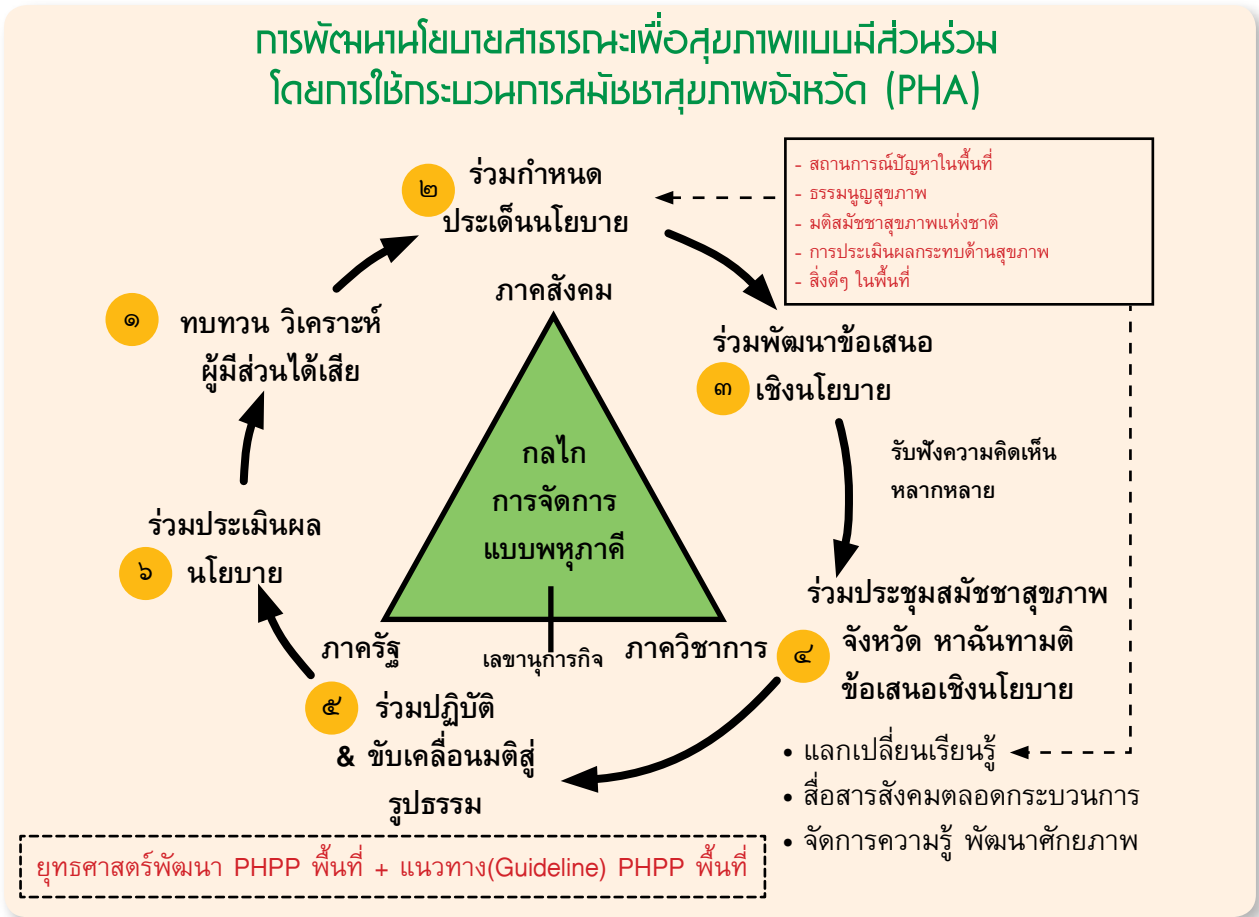 การพัฒนานโยบายสาธารณะเพื่อสุขภาพแบบมีส่วนร่วม
โดยการใช้กระบวนการสมัชชาสุขภาพจังหวัด (PHA)
๒
ร่วมกำหนด
ประเด็นนโยบาย
- สถานการณ์ปัญหาในพื้นที่
- ธรรมนูญสุขภาพ
- มติสมัชชาสุขภาพแห่งชาติ
- การประเมินผลกระทบด้านสุขภาพ
- สิ่งดีๆ ในพื้นที่
๑
ทบทวน วิเคราะห์
ผู้มีส่วนได้เสีย
ภาคสังคม
ร่วมพัฒนาข้อเสนอ
๓ เชิงนโยบาย
กลไก
การจัดการ
แบบพหุภาคี
รับฟังความคิดเห็น
หลากหลาย
ร่วมประเมินผล
๖ นโยบาย
ร่วมประชุมสมัชชาสุขภาพ
๔ จังหวัด หาฉันทามติ
ข้อเสนอเชิงนโยบาย
ภาครัฐ
เลขานุการกิจ
ภาควิชาการ
๕ ร่วมปฏิบัติ
& ขับเคลื่อนมติสู่
รูปธรรม
• แลกเปลี่ยนเรียนรู้
• สื่อสารสังคมตลอดกระบวนการ
• จัดการความรู้ พัฒนาศักยภาพ
ยุทธศาสตร์พัฒนา PHPP พื้นที่ + แนวทาง(Guideline) PHPP พื้นที่